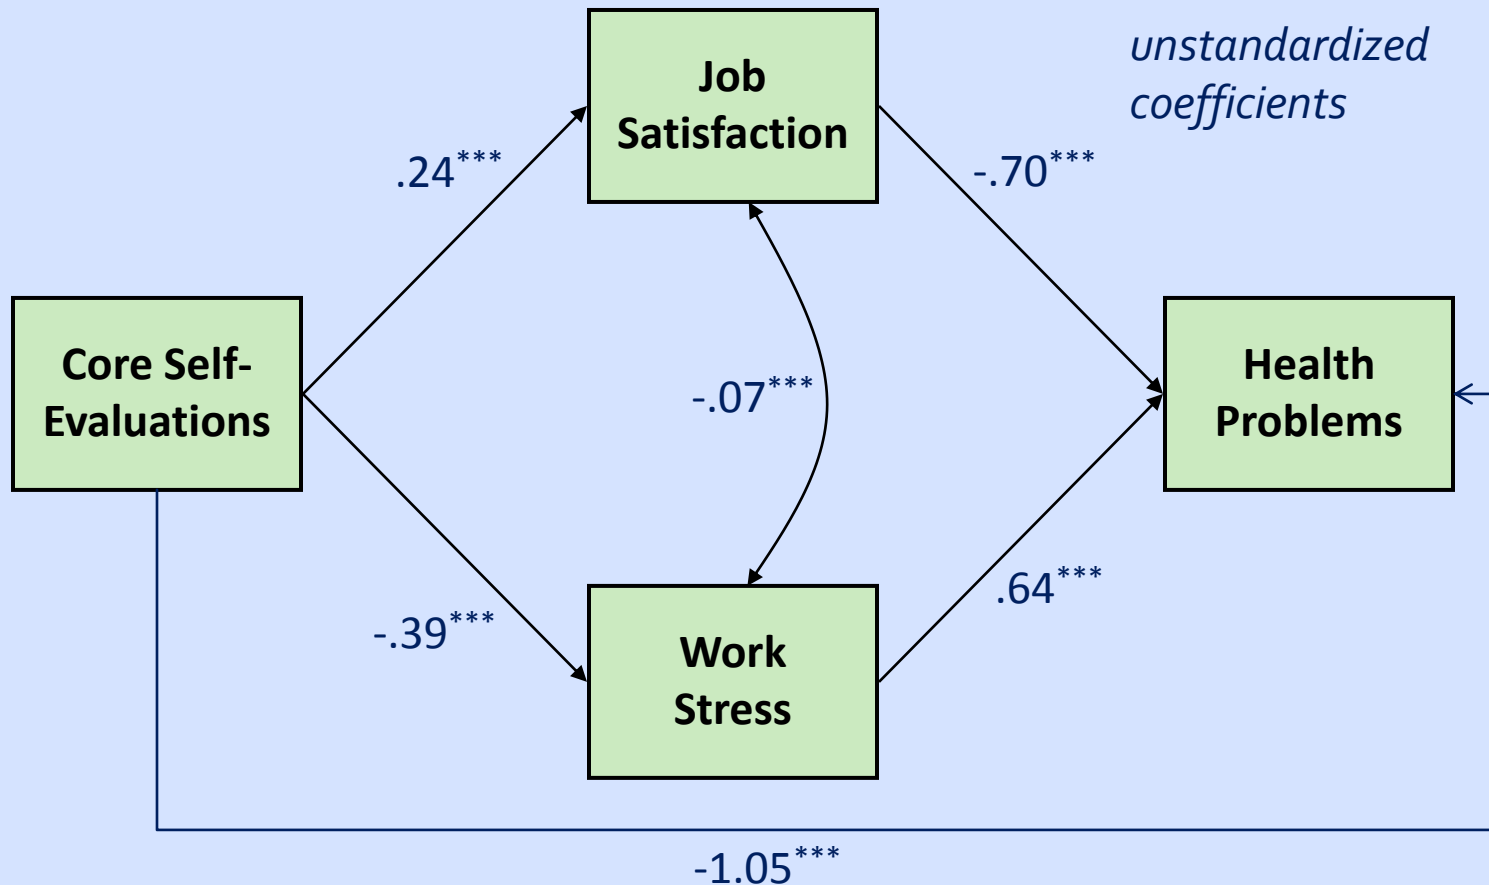 unstandardized
coefficients
Job
Satisfaction
.24***
-.70***
Core Self-
Evaluations
-.07***
Health
Problems
-.39***
.64***
Work
Stress
-1.05***